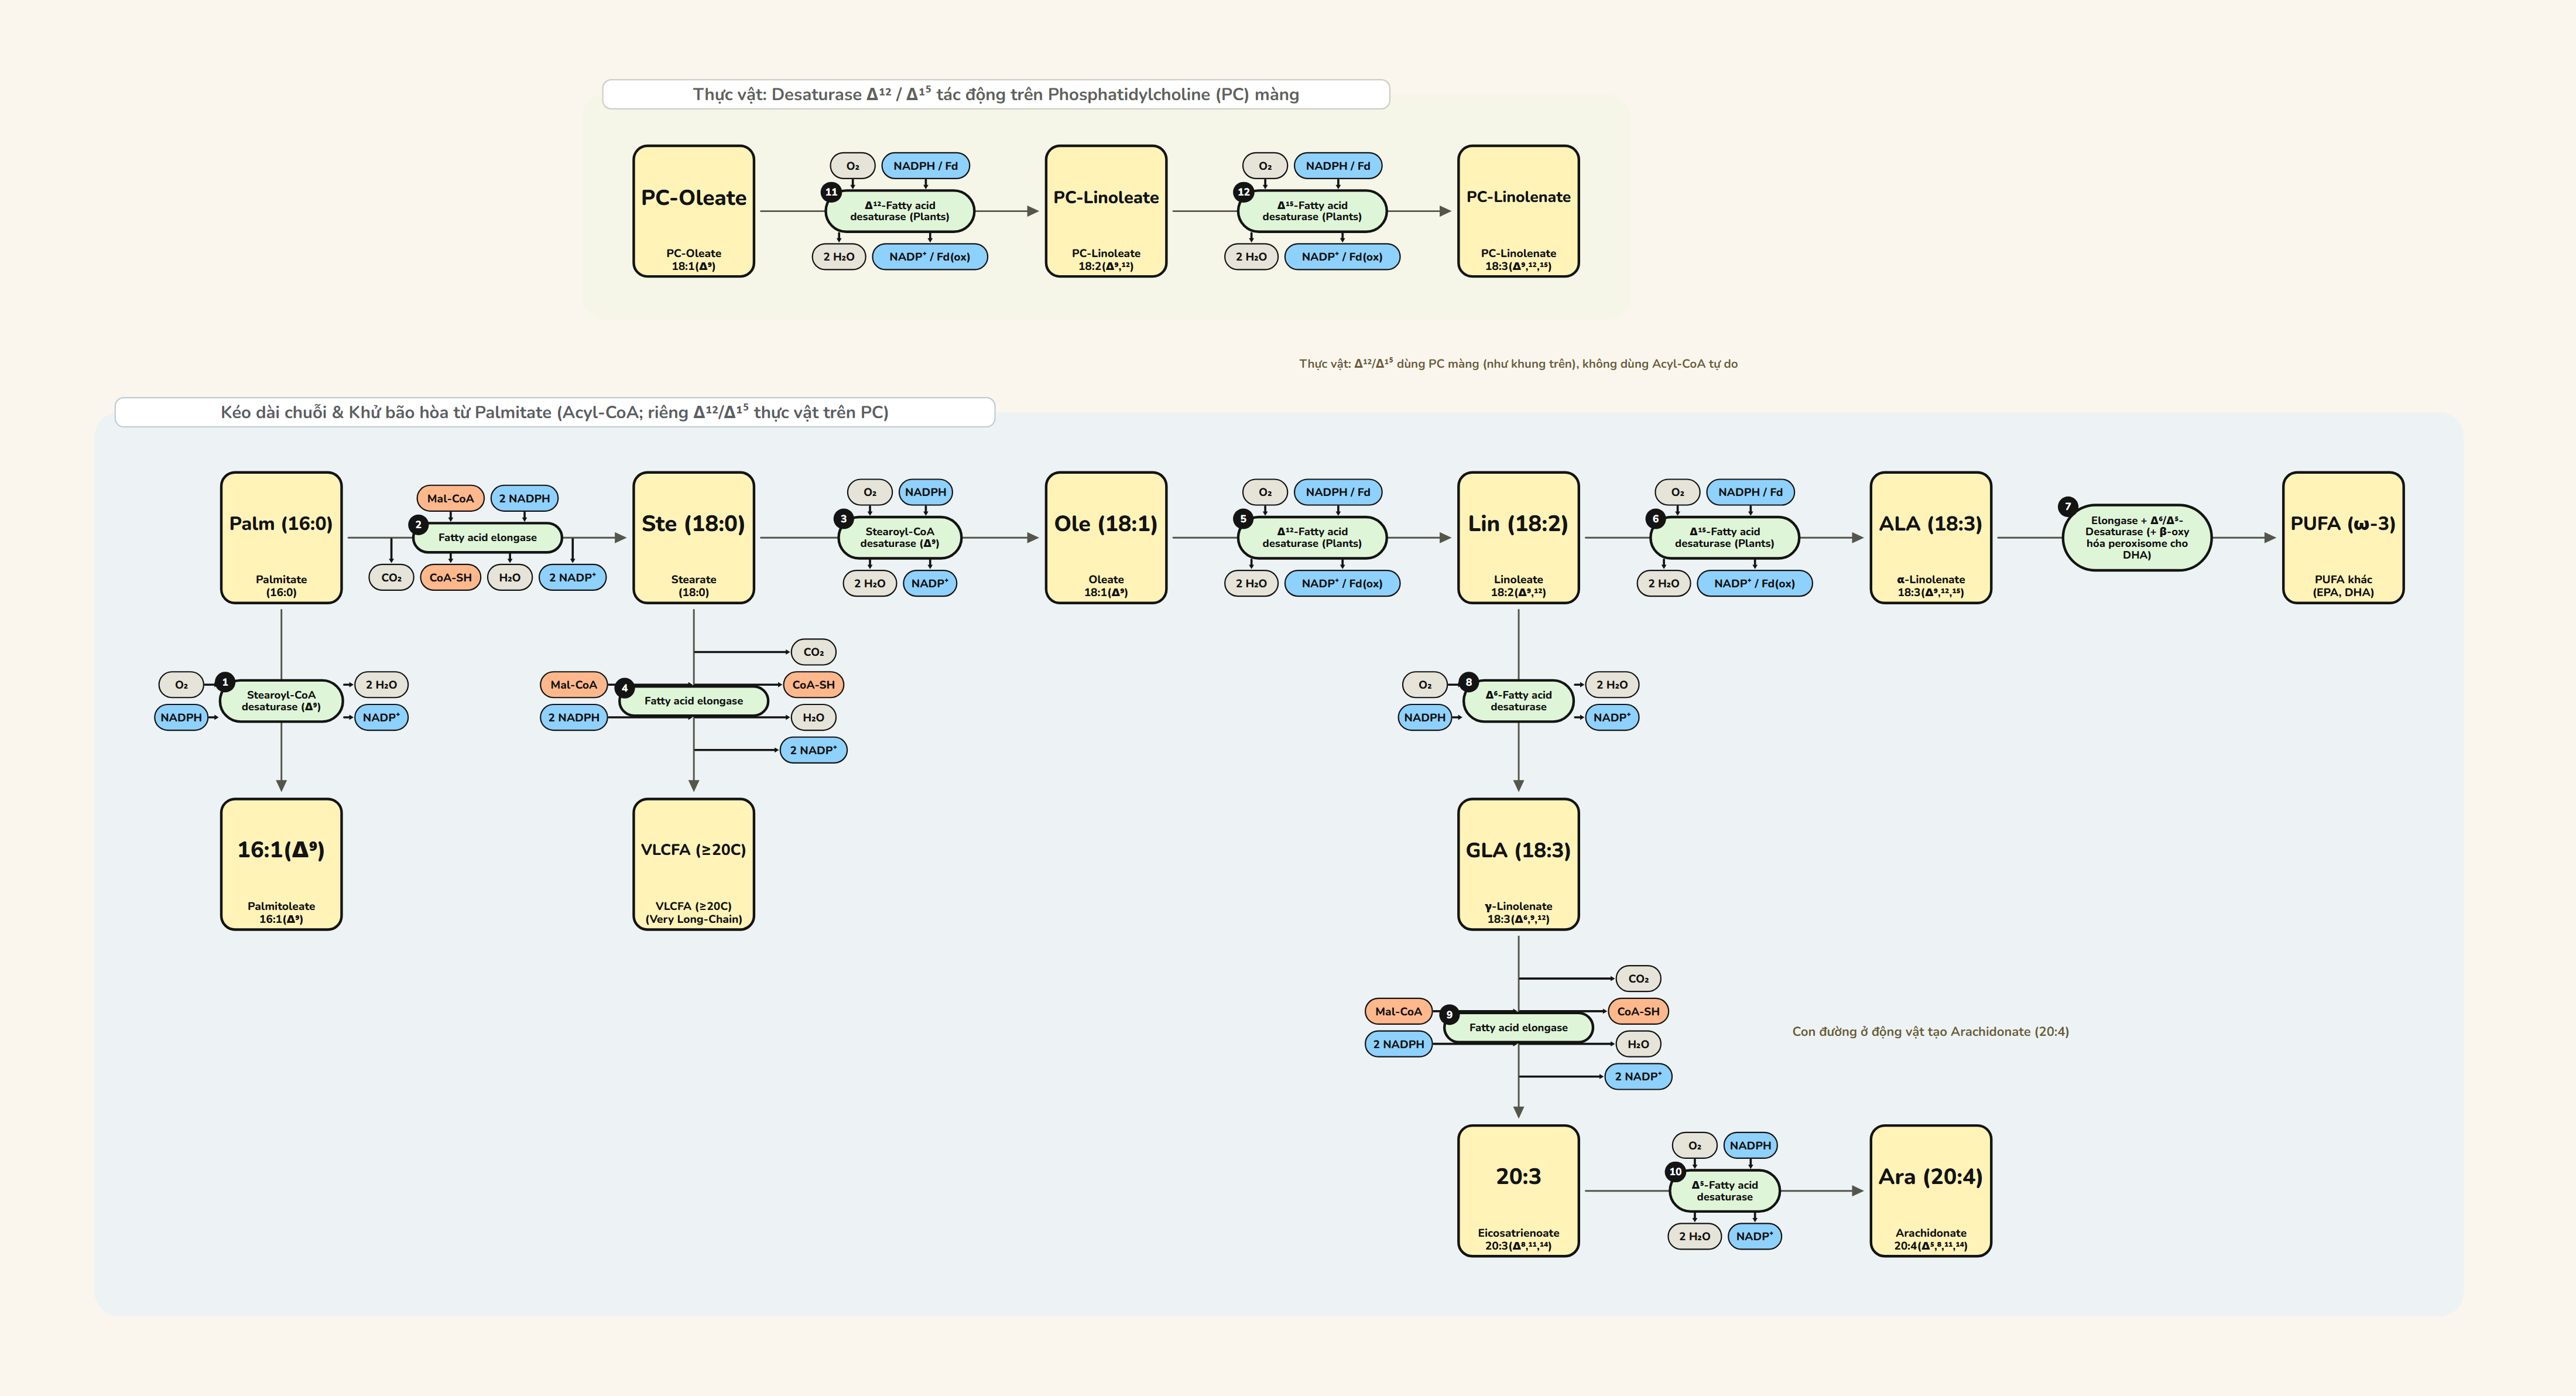 Thực vật: Desaturase Δ¹² / Δ¹⁵ tác động trên Phosphatidylcholine (PC) màng
PC-Oleate
PC-Oleate
18:1(Δ⁹)
O₂
NADPH / Fd
11
Δ¹²-Fatty acid
desaturase (Plants)
2 H₂O
NADP⁺ / Fd(ox)
PC-Linoleate
PC-Linoleate
18:2(Δ⁹,¹²)
O₂
NADPH / Fd
12
Δ¹⁵-Fatty acid
desaturase (Plants)
2 H₂O
NADP⁺ / Fd(ox)
PC-Linolenate
PC-Linolenate
18:3(Δ⁹,¹²,¹⁵)
Thực vật: Δ¹²/Δ¹⁵ dùng PC màng (như khung trên), không dùng Acyl-CoA tự do
Kéo dài chuỗi & Khử bão hòa từ Palmitate (Acyl-CoA; riêng Δ¹²/Δ¹⁵ thực vật trên PC)
Palm (16:0)
Palmitate
(16:0)
Mal-CoA
2 NADPH
2
Fatty acid elongase
CO₂
CoA-SH
H₂O
2 NADP⁺
Ste (18:0)
Stearate
(18:0)
O₂
NADPH
3
Stearoyl-CoA
desaturase (Δ⁹)
2 H₂O
NADP⁺
Ole (18:1)
Oleate
18:1(Δ⁹)
O₂
NADPH / Fd
5
Δ¹²-Fatty acid
desaturase (Plants)
2 H₂O
NADP⁺ / Fd(ox)
Lin (18:2)
Linoleate
18:2(Δ⁹,¹²)
O₂
NADPH / Fd
6
Δ¹⁵-Fatty acid
desaturase (Plants)
2 H₂O
NADP⁺ / Fd(ox)
ALA (18:3)
α-Linolenate
18:3(Δ⁹,¹²,¹⁵)
7
Elongase + Δ⁶/Δ⁵-
Desaturase (+ β-oxy
hóa peroxisome cho
DHA)
PUFA (ω-3)
PUFA khác
(EPA, DHA)
O₂
NADPH
1
Stearoyl-CoA
desaturase (Δ⁹)
2 H₂O
NADP⁺
Mal-CoA
2 NADPH
4
Fatty acid elongase
CO₂
CoA-SH
H₂O
2 NADP⁺
O₂
NADPH
8
Δ⁶-Fatty acid
desaturase
2 H₂O
NADP⁺
16:1(Δ⁹)
Palmitoleate
16:1(Δ⁹)
VLCFA (≥20C)
VLCFA (≥20C)
(Very Long-Chain)
GLA (18:3)
γ-Linolenate
18:3(Δ⁶,⁹,¹²)
Mal-CoA
2 NADPH
9
Fatty acid elongase
CO₂
CoA-SH
H₂O
2 NADP⁺
Con đường ở động vật tạo Arachidonate (20:4)
20:3
Eicosatrienoate
20:3(Δ⁸,¹¹,¹⁴)
O₂
NADPH
10
Δ⁵-Fatty acid
desaturase
2 H₂O
NADP⁺
Ara (20:4)
Arachidonate
20:4(Δ⁵,⁸,¹¹,¹⁴)